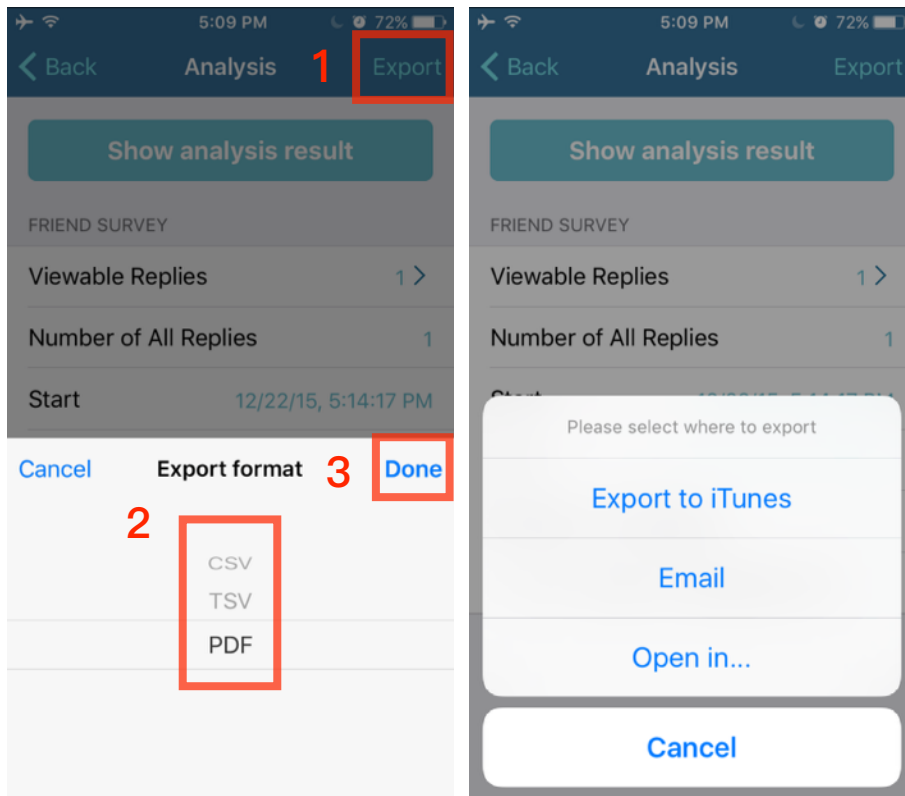 5:09 PM 72%
Back Analysis 1 Export
Show analysis result
FRIEND SURVEY
Viewable Replies 1
Number of All Replies 1
Start 12/22/15, 5:14:17 PM
Cancel Export format 3 Done
2
CSV
TSV
PDF
5:09 PM 72%
Back Analysis Export
Show analysis result
FRIEND SURVEY
Viewable Replies 1
Number of All Replies 1
Please select where to export
Export to iTunes
Email
Open in...
Cancel